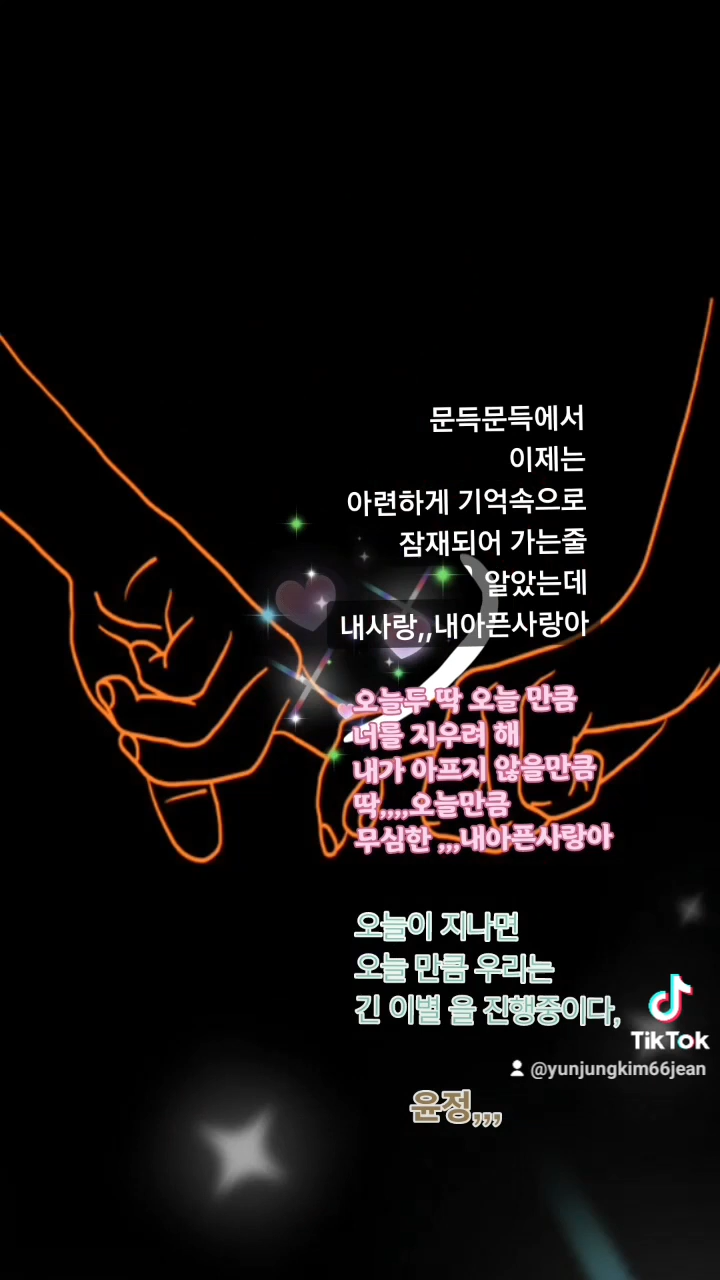 문득문득에서
이제는
아련하게 기억속으로
잠재되어 가는줄
알았는데
내사랑,,내아픈사랑아
오늘두 딱 오늘 만큼
너를 지우려 해
내가 아프지 않을만큼
딱,,,,오늘만큼
무심한 ,,,내아픈사랑아
오늘이 지나면
오늘 만큼 우리는
긴 이별 을 진행중이다,
TikTok
@yunjungkim66jean
윤정,,,